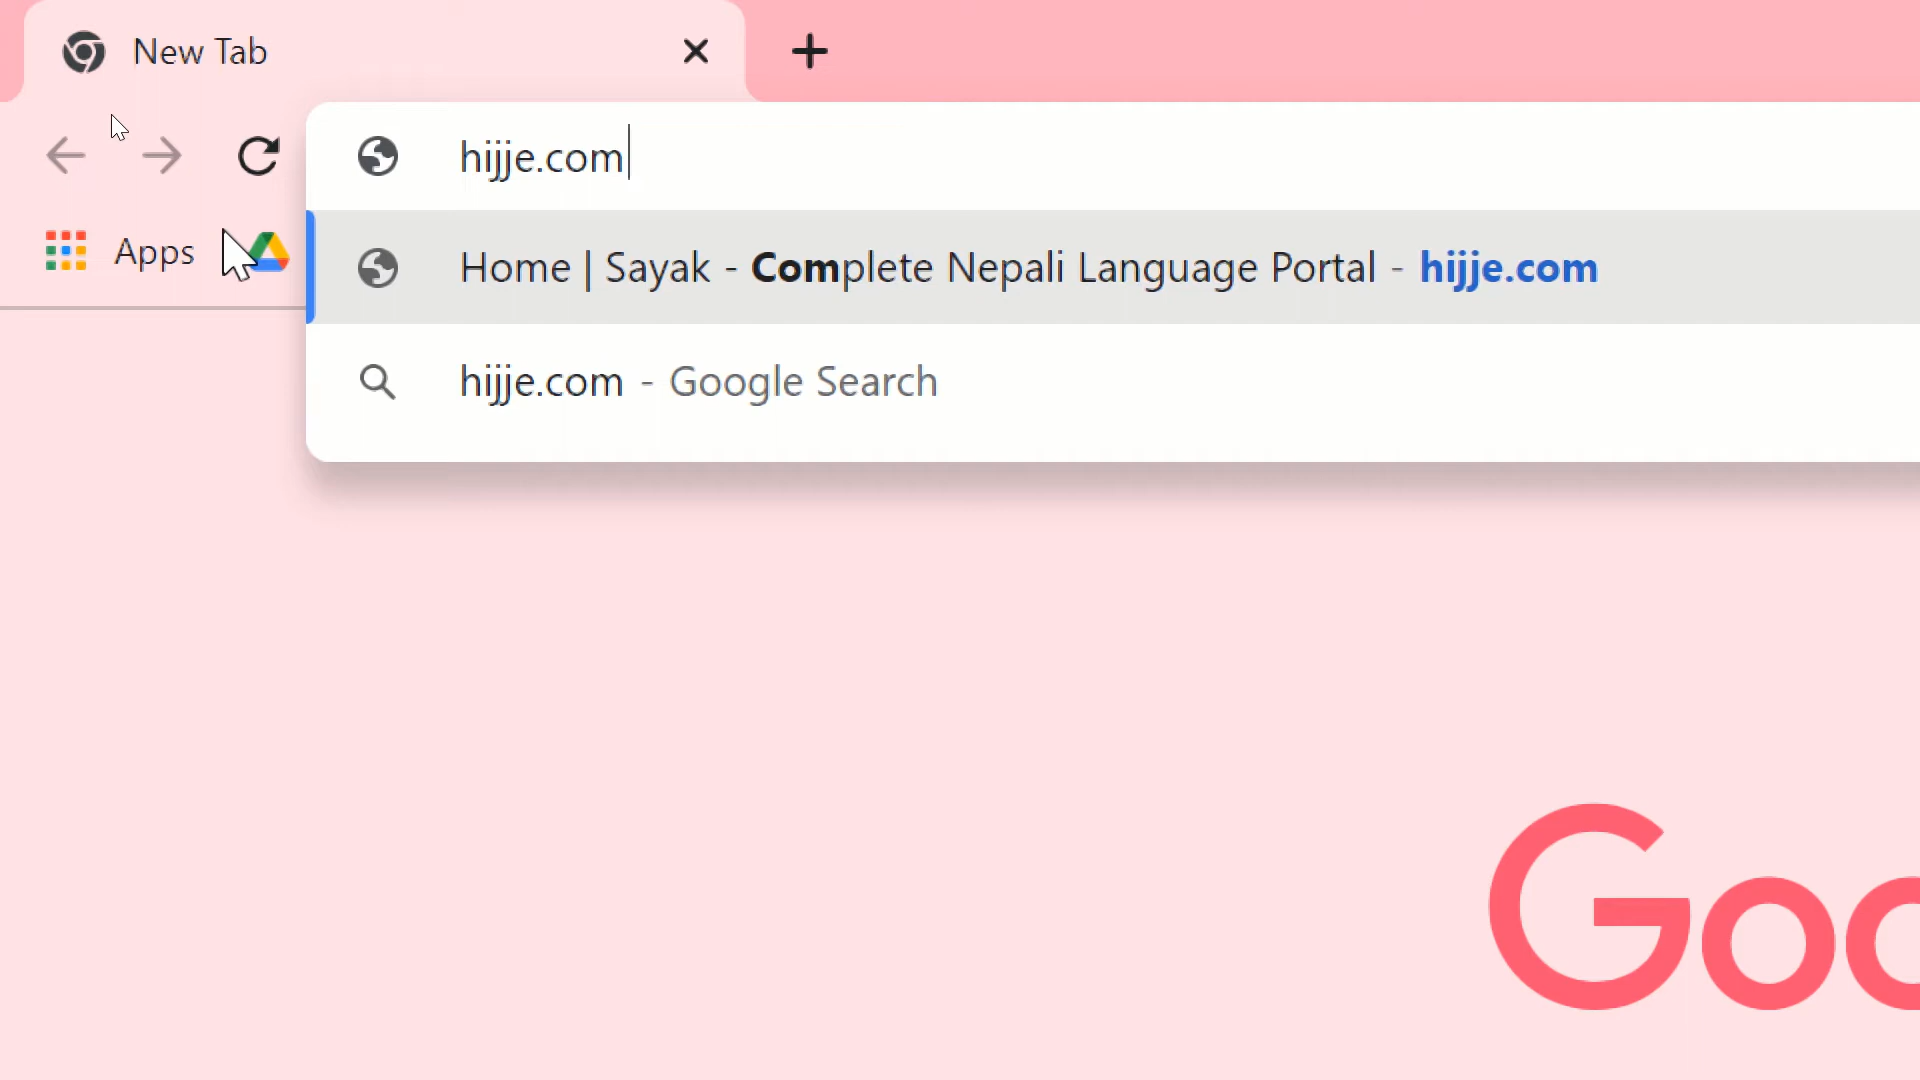 New Tab
hijje.com
Apps
Home | Sayak - Complete Nepali Language Portal - hijje.com
hijje.com - Google Search
Goo